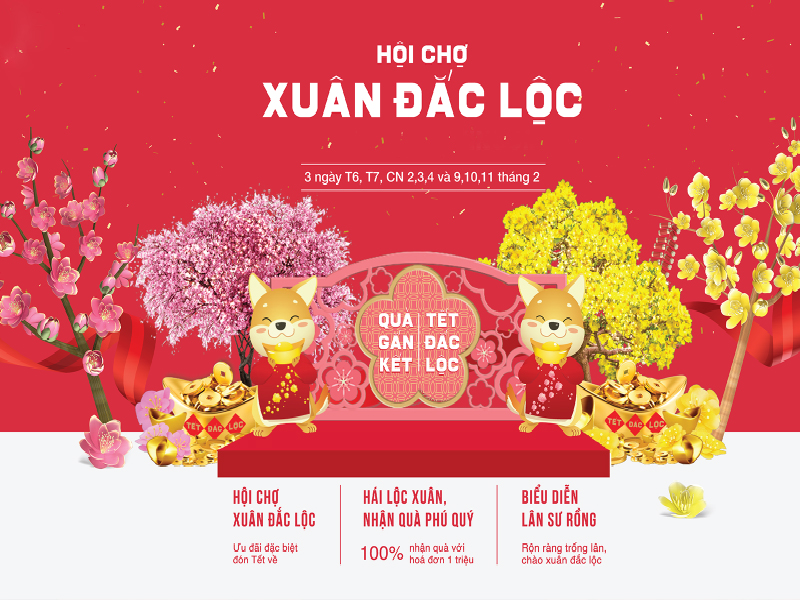 HỘI CHỢ
XUÂN ĐẮC LỘC
3 ngày T6, T7, CN 2,3,4 và 9,10,11 tháng 2
QUÀ TẾT
GẮN ĐẮC
KẾT LỘC
TẾT ĐẮC LỘC
TẾT ĐẮC LỘC
HỘI CHỢ
XUÂN ĐẮC LỘC
Ưu đãi đặc biệt
đón Tết về
HÁI LỘC XUÂN,
NHẬN QUÀ PHÚ QUÝ
100% nhận quà với
hoá đơn 1 triệu
BIỂU DIỄN
LÂN SƯ RỒNG
Rộn ràng trống lân,
chào xuân đắc lộc